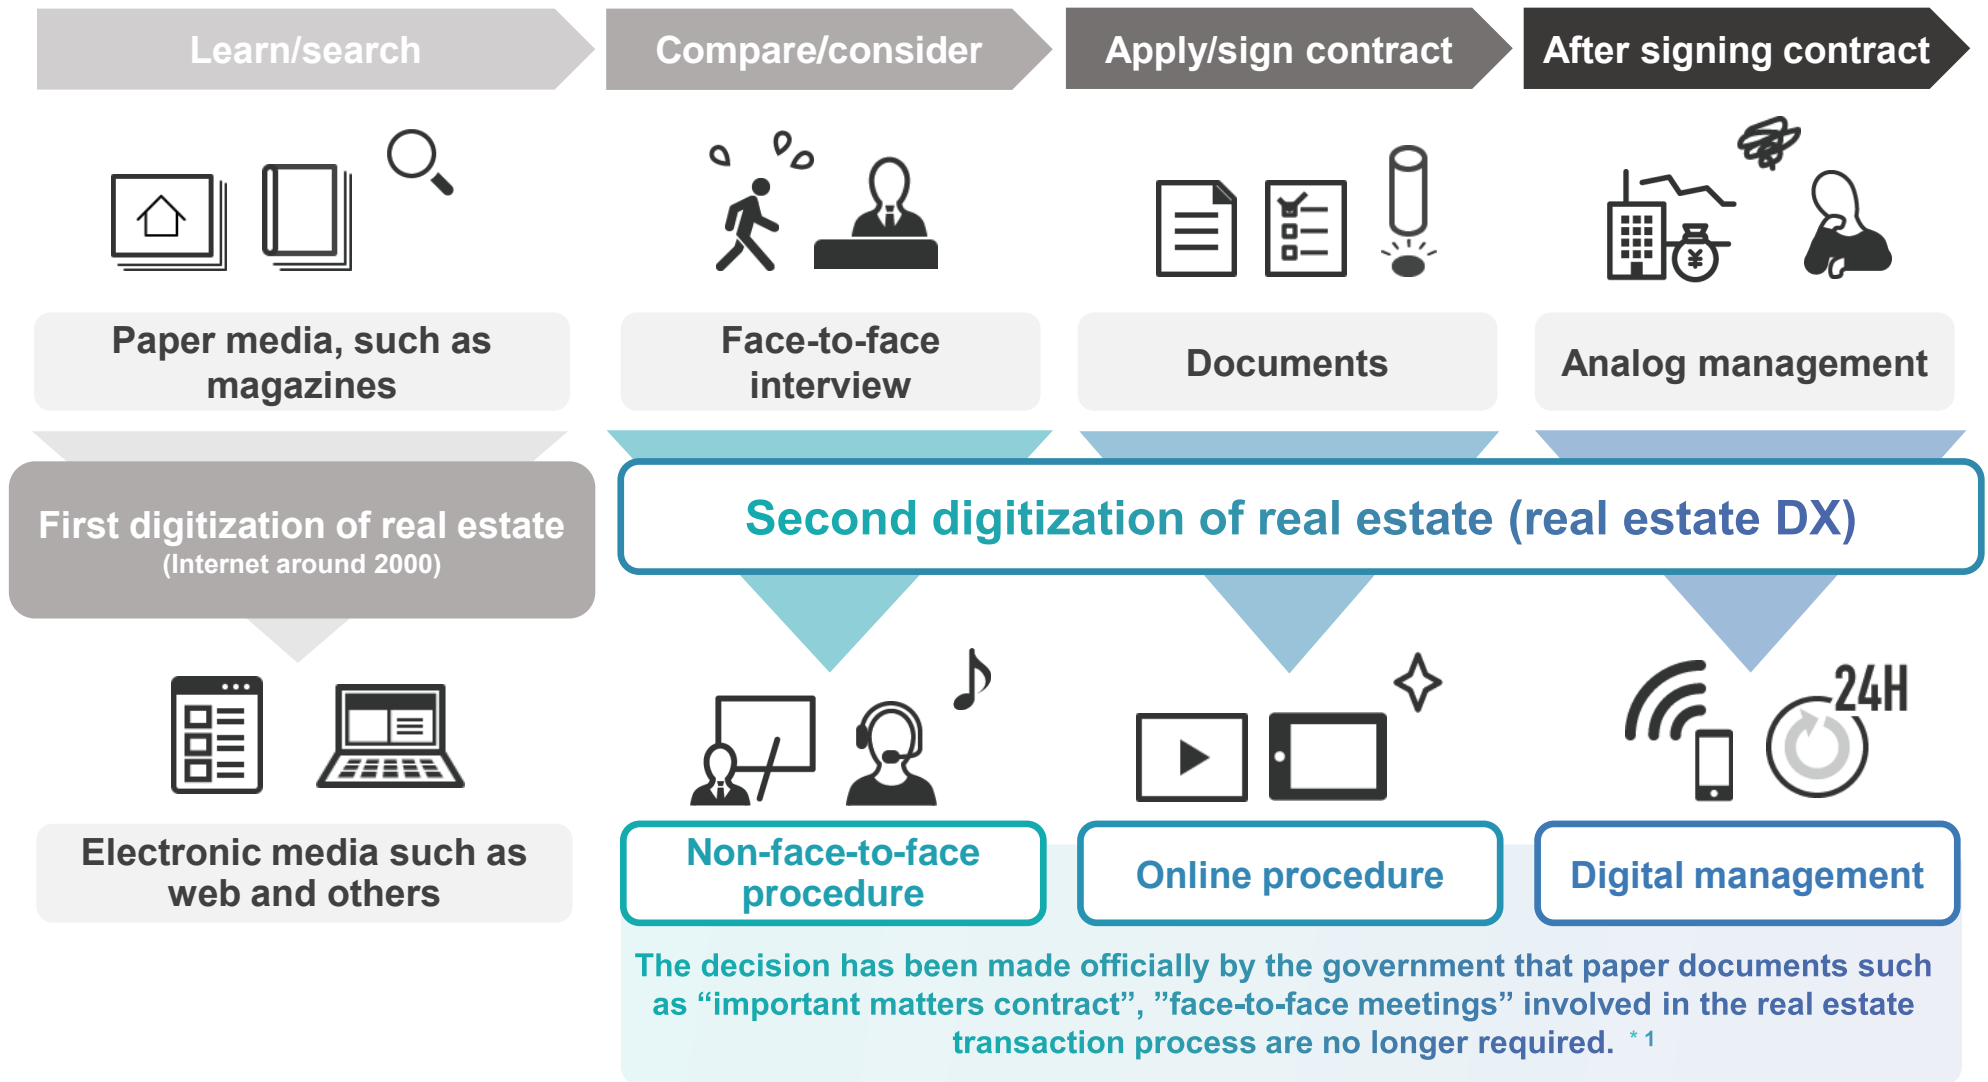 Learn/search
Compare/consider
Apply/sign contract
After signing contract
Paper media, such as
magazines
Face-to-face
interview
Documents
Analog management
¥
First digitization of real estate
(Internet around 2000)
Second digitization of real estate (real estate DX)
24H
Electronic media such as
web and others
Non-face-to-face
procedure
Online procedure
Digital management
The decision has been made officially by the government that paper documents such
as “important matters contract”, ”face-to-face meetings” involved in the real estate
transaction process are no longer required. * 1